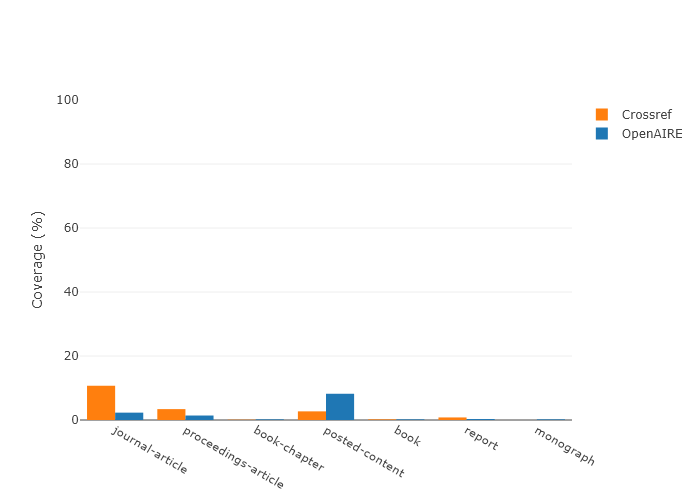 100
80
60
40
20
0
Coverage (%)
journal-article
proceedings-article
book-chapter
posted-content
book
report
monograph
Crossref
OpenAIRE